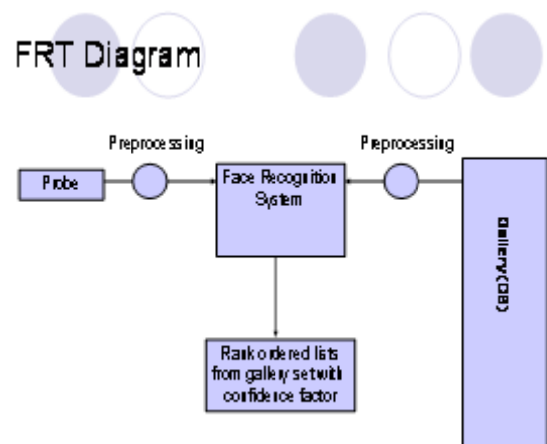 FRT Diagram
Preprocessing
Preprocessing
Probe
Face Recognition
System
Gallery(DB)
Rank ordered lists
from gallery set with
confidence factor